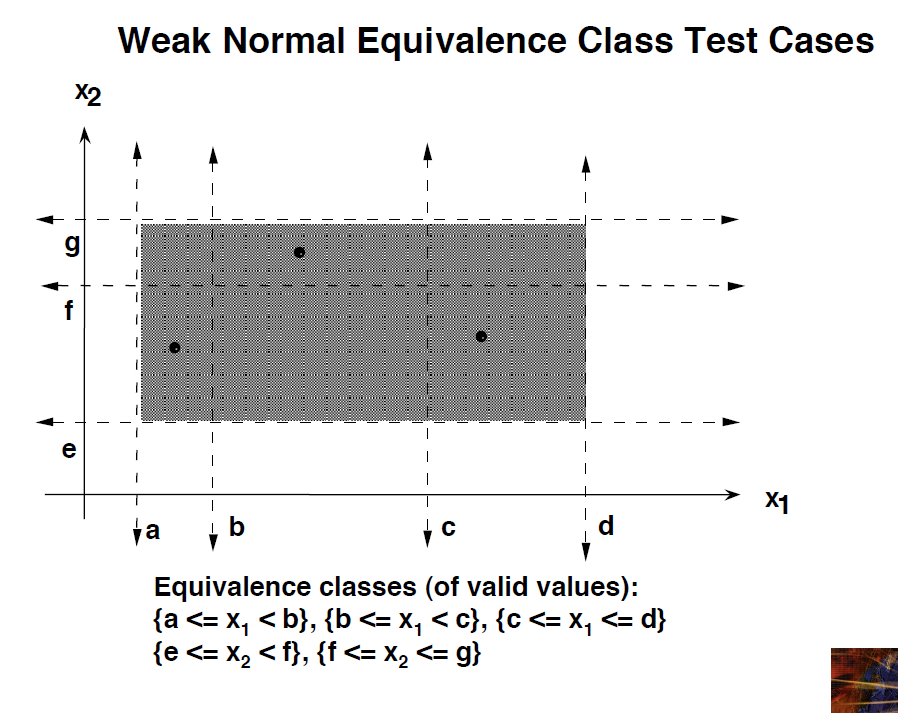 Weak Normal Equivalence Class Test Cases
x2
g
f
e
a
b
c
d
x1
Equivalence classes (of valid values):
{a <= x1 < b}, {b <= x1 < c}, {c <= x1 <= d}
{e <= x2 < f}, {f <= x2 <= g}